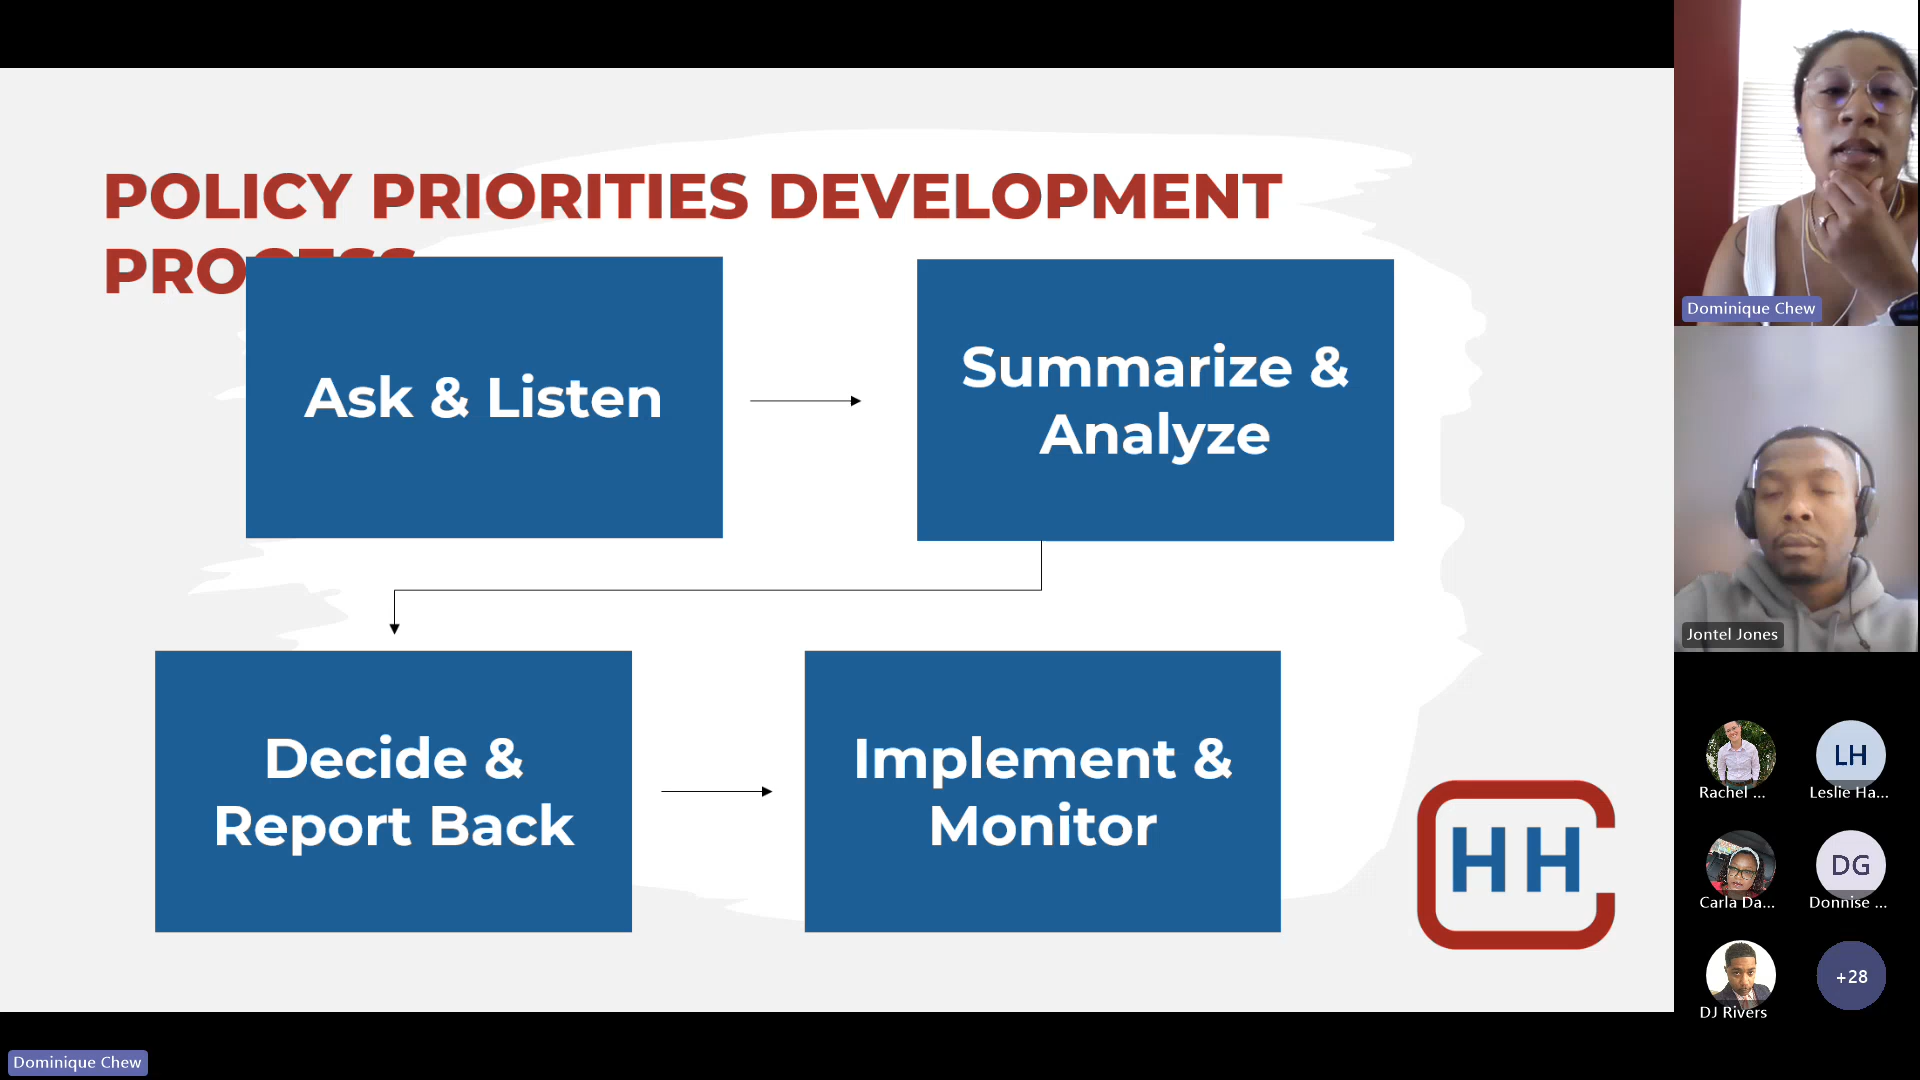 POLICY PRIORITIES DEVELOPMENT
PROCESS
Ask & Listen
Summarize &
Analyze
Decide &
Report Back
Implement &
Monitor
HH
Dominique Chew
Jontel Jones
Rachel ...
LH
Leslie Ha...
Carla Da...
DG
Donnise ...
DJ Rivers
+28
Dominique Chew